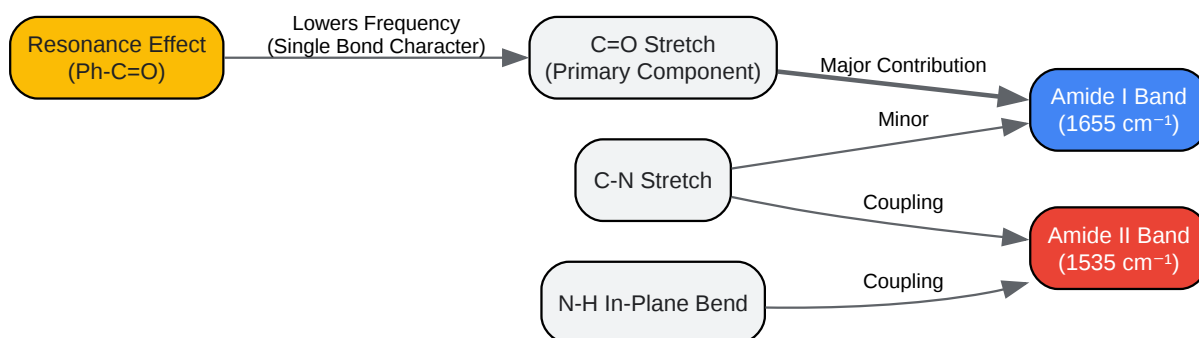 Resonance Effect
(Ph-C=O)
Lowers Frequency
(Single Bond Character)
C=O Stretch
(Primary Component)
Major Contribution
Amide I Band
(1655 cm⁻¹)
Minor
C-N Stretch
Coupling
Amide II Band
(1535 cm⁻¹)
Coupling
N-H In-Plane Bend